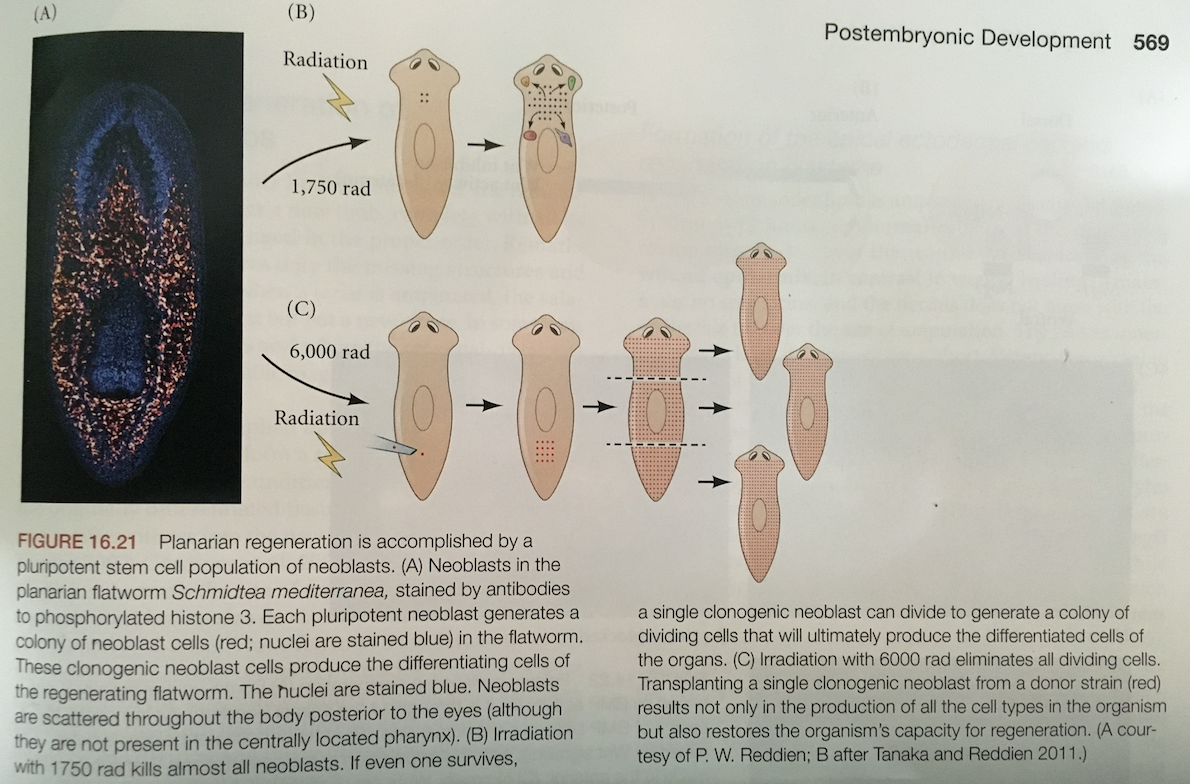 (A)
(B)
Postembryonic Development 569
Radiation
1,750 rad
(C)
6,000 rad
Radiation
FIGURE 16.21 Planarian regeneration is accomplished by a
pluripotent stem cell population of neoblasts. (A) Neoblasts in the
planarian flatworm Schmidtea mediterranea, stained by antibodies
to phosphorylated histone 3. Each pluripotent neoblast generates a
colony of neoblast cells (red; nuclei are stained blue) in the flatworm.
These clonogenic neoblast cells produce the differentiating cells of
the regenerating flatworm. The nuclei are stained blue. Neoblasts
are scattered throughout the body posterior to the eyes (although
they are not present in the centrally located pharynx). (B) Irradiation
with 1750 rad kills almost all neoblasts. If even one survives,
a single clonogenic neoblast can divide to generate a colony of
dividing cells that will ultimately produce the differentiated cells of
the organs. (C) Irradiation with 6000 rad eliminates all dividing cells.
Transplanting a single clonogenic neoblast from a donor strain (red)
results not only in the production of all the cell types in the organism
but also restores the organism's capacity for regeneration. (A cour-
tesy of P. W. Reddien; B after Tanaka and Reddien 2011.)